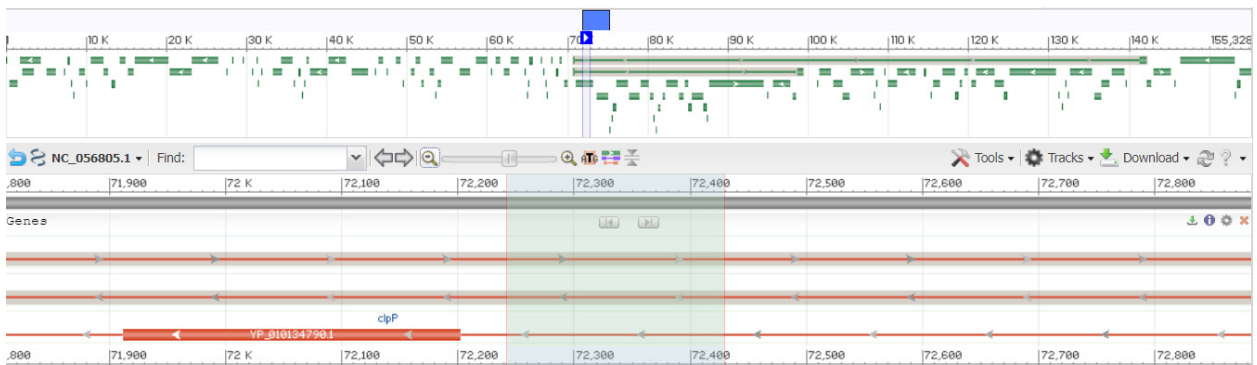 |10 K |20 K |30 K |40 K |50 K |60 K |80 K |90 K |100 K |110 K |120 K |130 K |140 K 155,328
NC_056805.1 Find: ATG Tools Tracks Download ?
,800 |71,900 |72 K |72,100 |72,200 |72,300 |72,400 |72,500 |72,600 |72,700 |72,800
Genes
clpP
YP_010134790.1
,800 |71,900 |72 K |72,100 |72,200 |72,300 |72,400 |72,500 |72,600 |72,700 |72,800